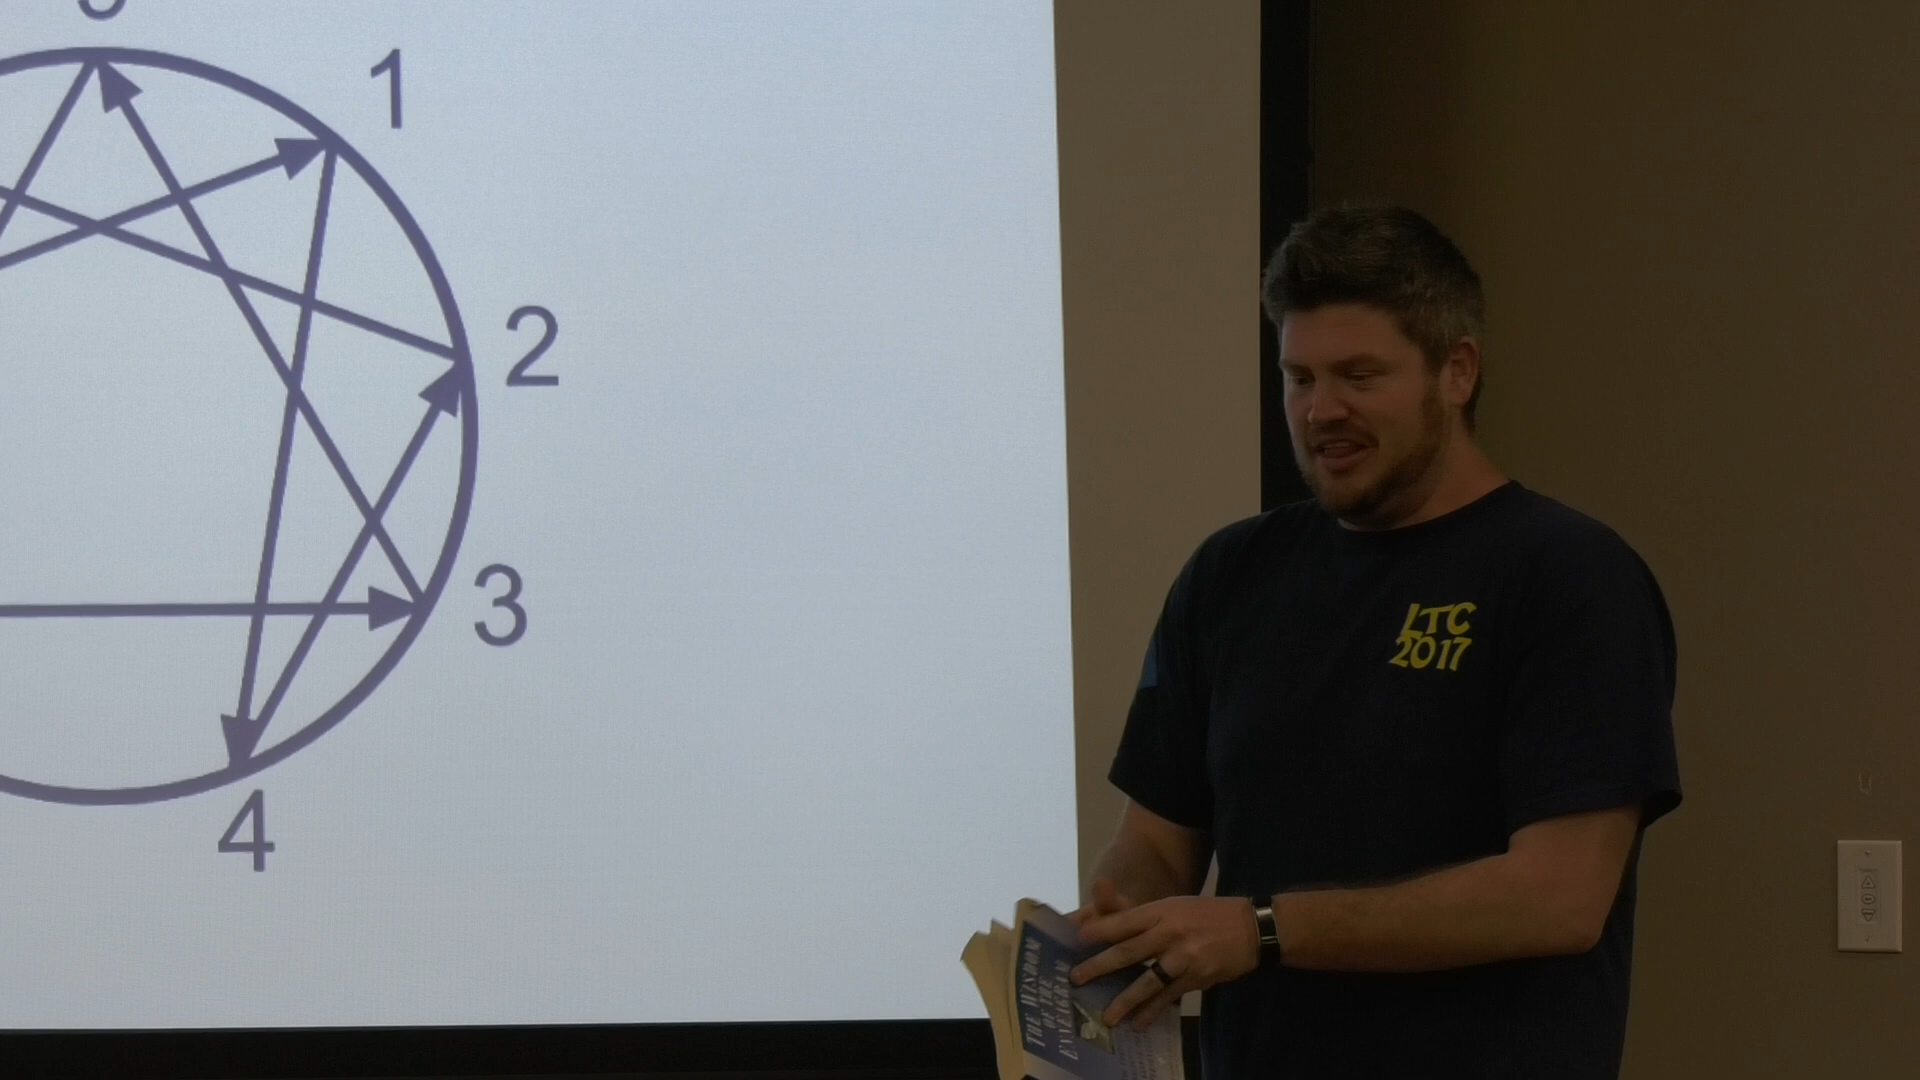 1
2
3
4
LTC
2017
THE WISDOM
OF THE
ENNEAGRAM